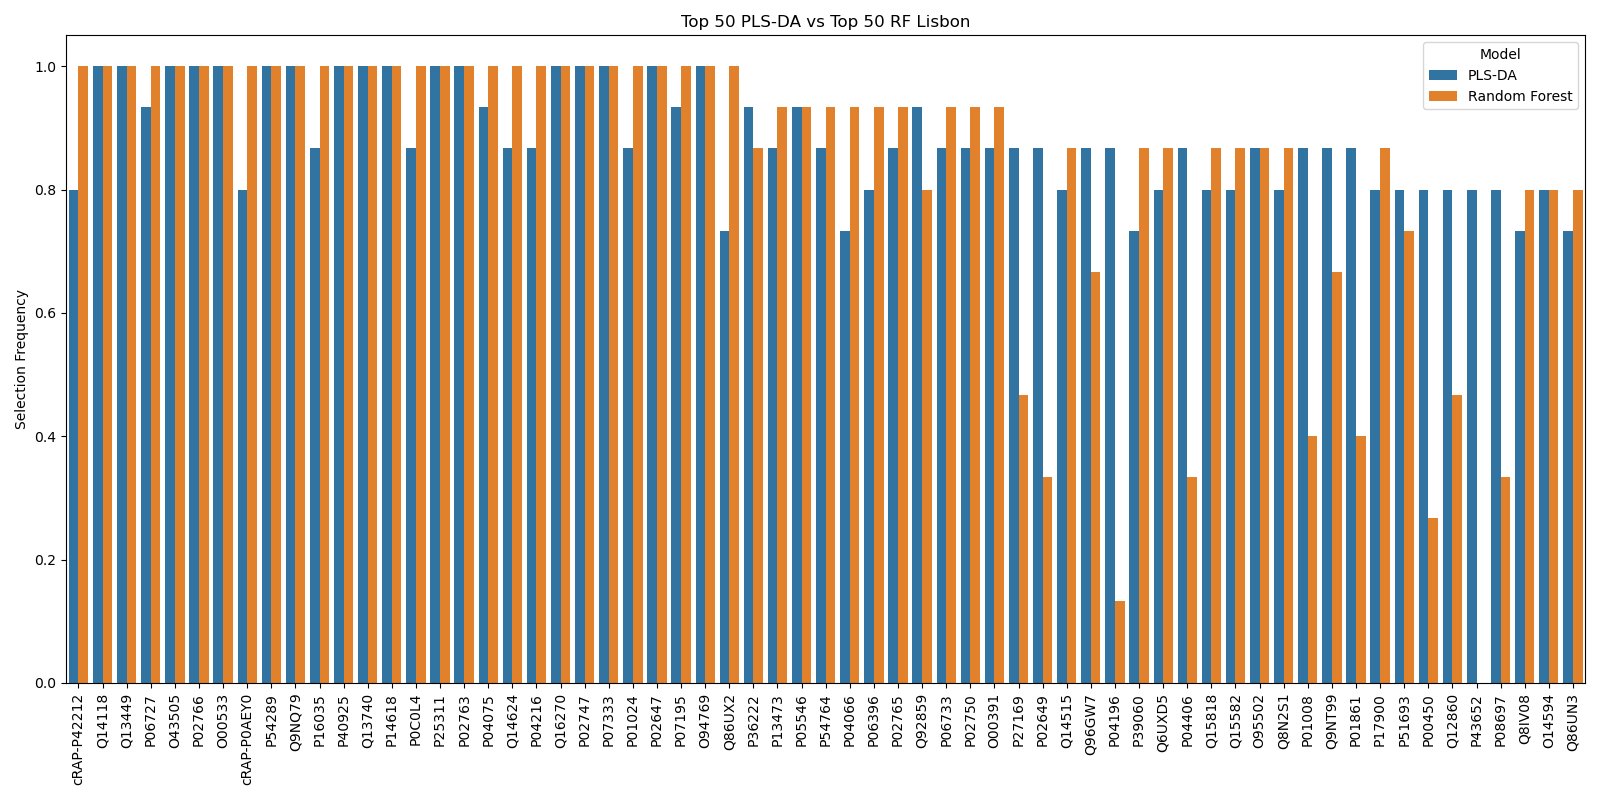 Top 50 PLS-DA vs Top 50 RF Lisbon
Model
PLS-DA
Random Forest
Selection Frequency
1.0
0.8
0.6
0.4
0.2
0.0
cRAP-P42212
Q14118
Q13449
P06727
O43505
P02766
O00533
cRAP-P0AEY0
P54289
Q9NQ79
P16035
P40925
Q13740
P14618
P0C0L4
P25311
P02763
P04075
Q14624
P04216
Q16270
P02747
P07333
P01024
P02647
P07195
O94769
Q86UX2
P36222
P13473
P05546
P54764
P04066
P06396
P02765
Q92859
P06733
P02750
O00391
P27169
P02649
Q14515
Q96GW7
P04196
P39060
Q6UXD5
P04406
Q15818
Q15582
O95502
Q8N2S1
P01008
Q9NT99
P01861
P17900
P51693
P00450
Q12860
P43652
P08697
Q8IV08
O14594
Q86UN3